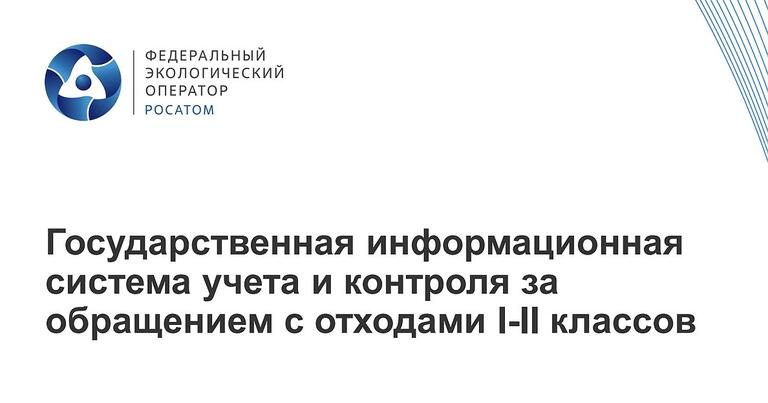 ФЕДЕРАЛЬНЫЙ
ЭКОЛОГИЧЕСКИЙ
ОПЕРАТОР
РОСАТОМ
Государственная информационная
система учета и контроля за
обращением с отходами I-II классов